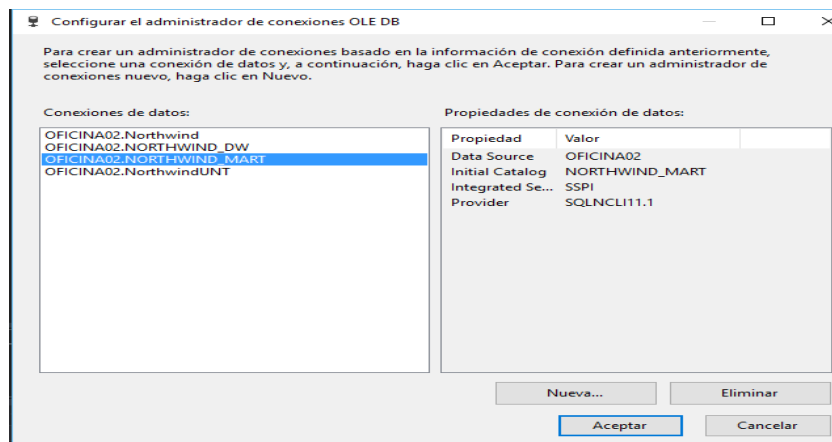 Configurar el administrador de conexiones OLE DB
Para crear un administrador de conexiones basado en la información de conexión definida anteriormente,
seleccione una conexión de datos y, a continuación, haga clic en Aceptar. Para crear un administrador de
conexiones nuevo, haga clic en Nuevo.
Conexiones de datos:
OFICINA02.Northwind
OFICINA02.NORTHWIND_DW
OFICINA02.NORTHWIND_MART
OFICINA02.NorthwindUNT
Propiedades de conexión de datos:
Propiedad Valor
Data Source OFICINA02
Initial Catalog NORTHWIND_MART
Integrated Se... SSPI
Provider SQLNCLI11.1
Nueva... Eliminar
Aceptar Cancelar